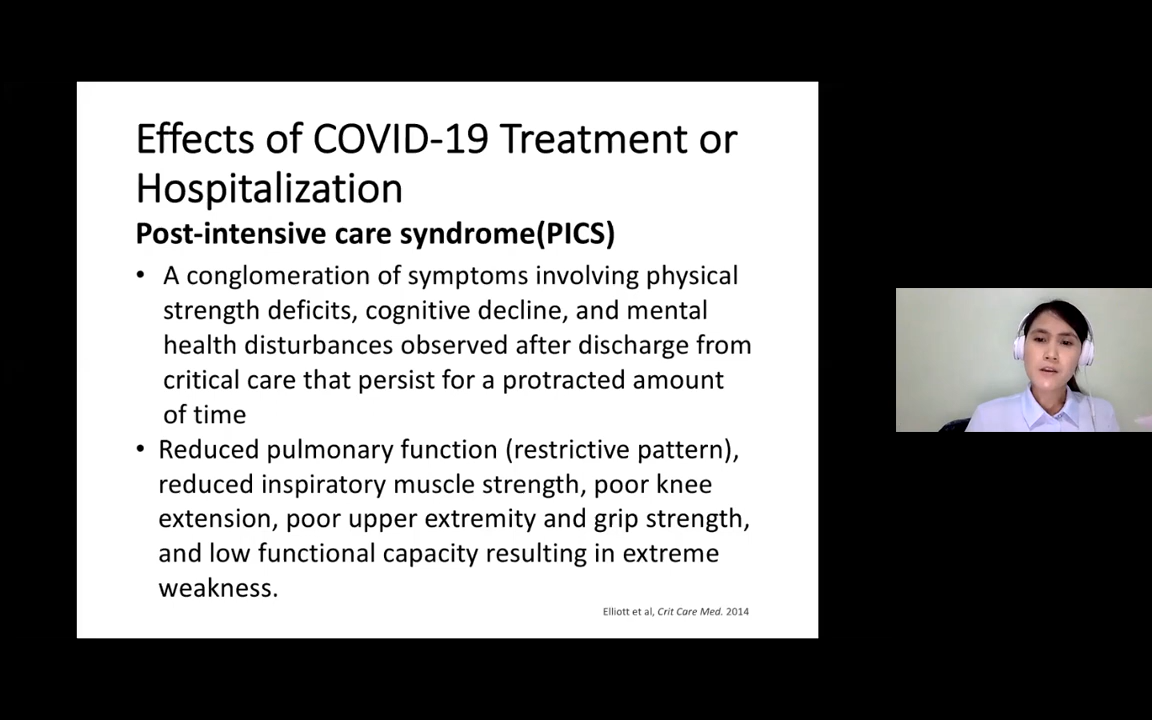 Effects of COVID-19 Treatment or
Hospitalization
Post-intensive care syndrome(PICS)
• A conglomeration of symptoms involving physical
strength deficits, cognitive decline, and mental
health disturbances observed after discharge from
critical care that persist for a protracted amount
of time
• Reduced pulmonary function (restrictive pattern),
reduced inspiratory muscle strength, poor knee
extension, poor upper extremity and grip strength,
and low functional capacity resulting in extreme
weakness.
Elliott et al, Crit Care Med. 2014